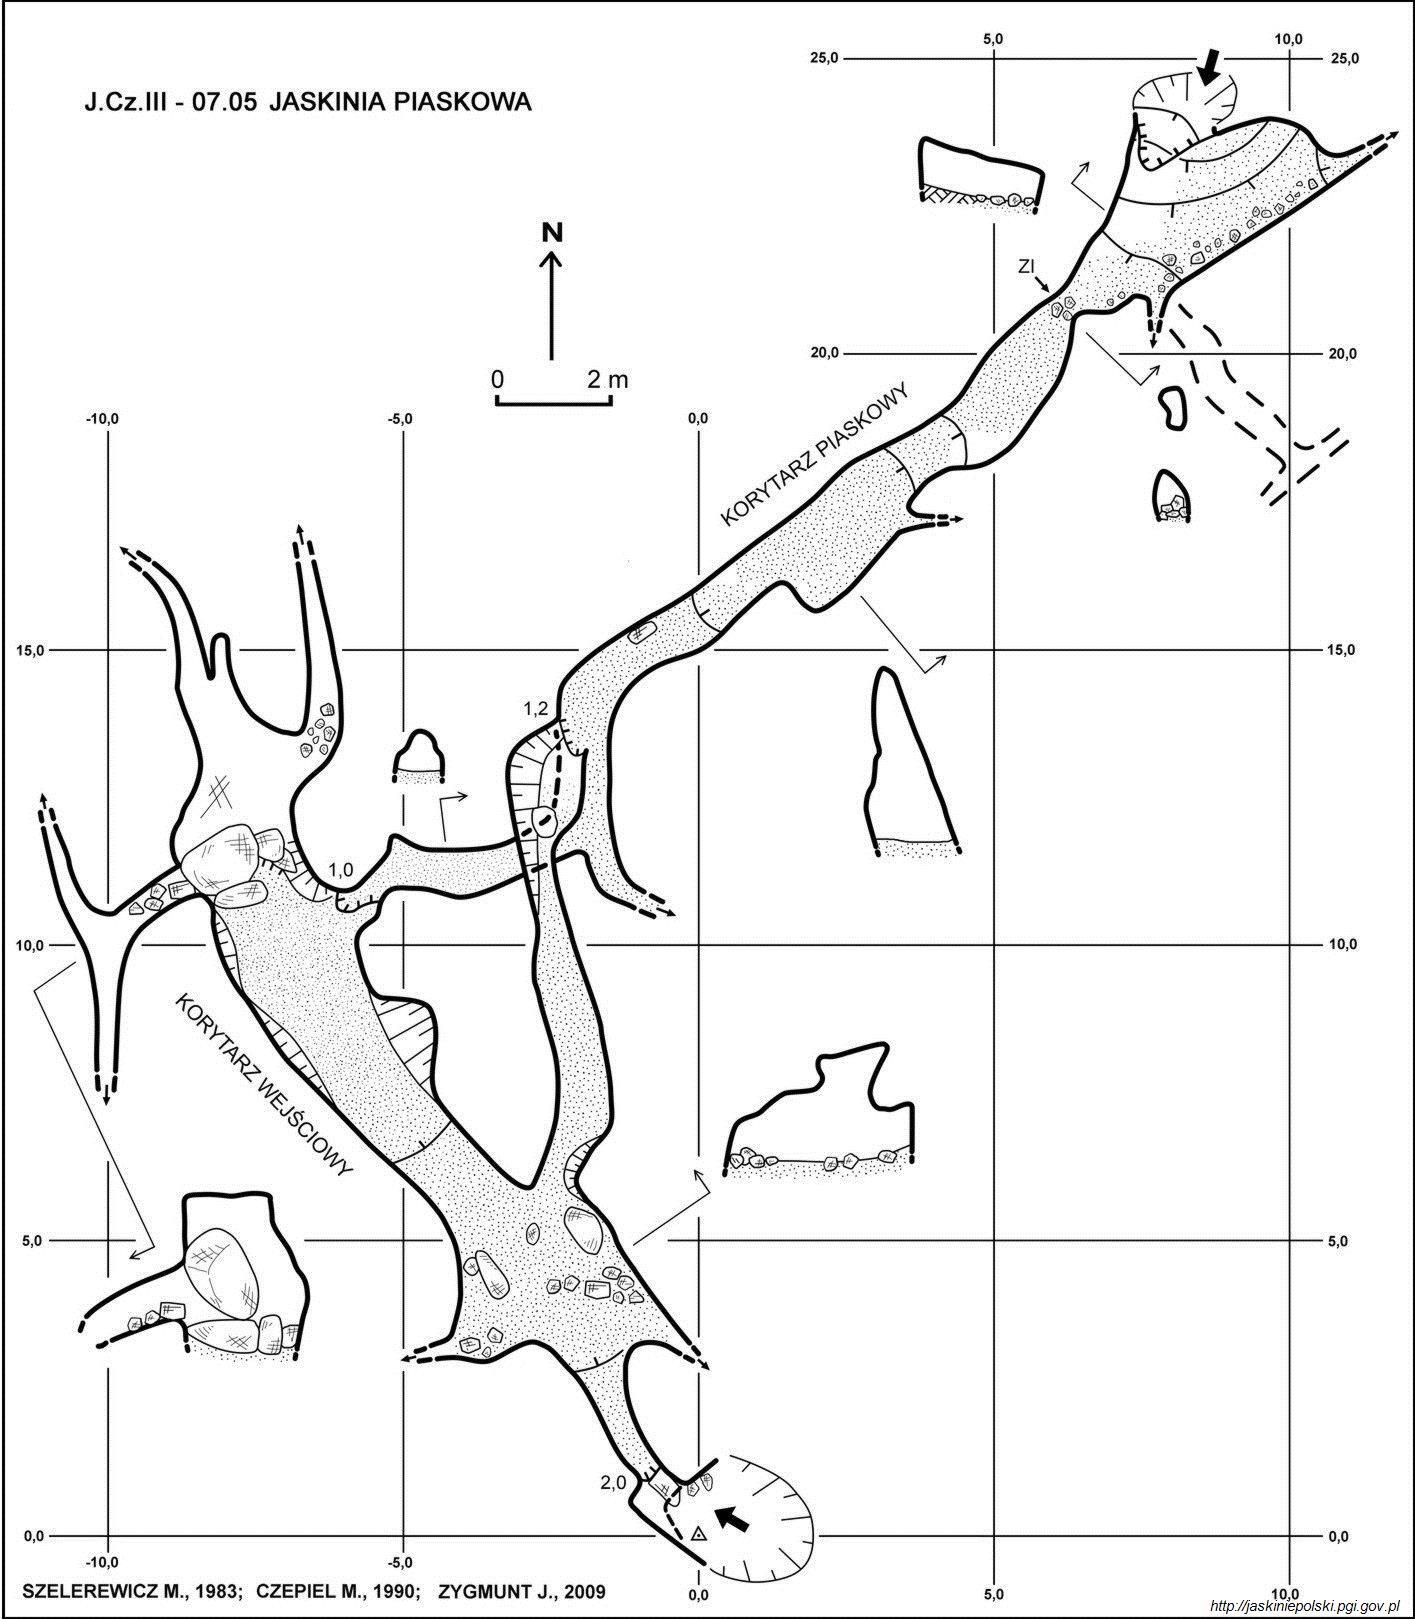 5,0 10,0
25,0 25,0
J.Cz.III - 07.05 JASKINIA PIASKOWA
N
ZI
0 2 m
20,0 20,0
-10,0 -5,0 0,0
KORYTARZ PIASKOWY
15,0 15,0
1,2
1,0
10,0 10,0
KORYTARZ WEJŚCIOWY
5,0 5,0
2,0
0,0 0,0
-10,0 -5,0
0,0 5,0 10,0
SZELEREWICZ M., 1983; CZEPIEL M., 1990; ZYGMUNT J., 2009
http://jaskiniepolski.pgi.gov.pl